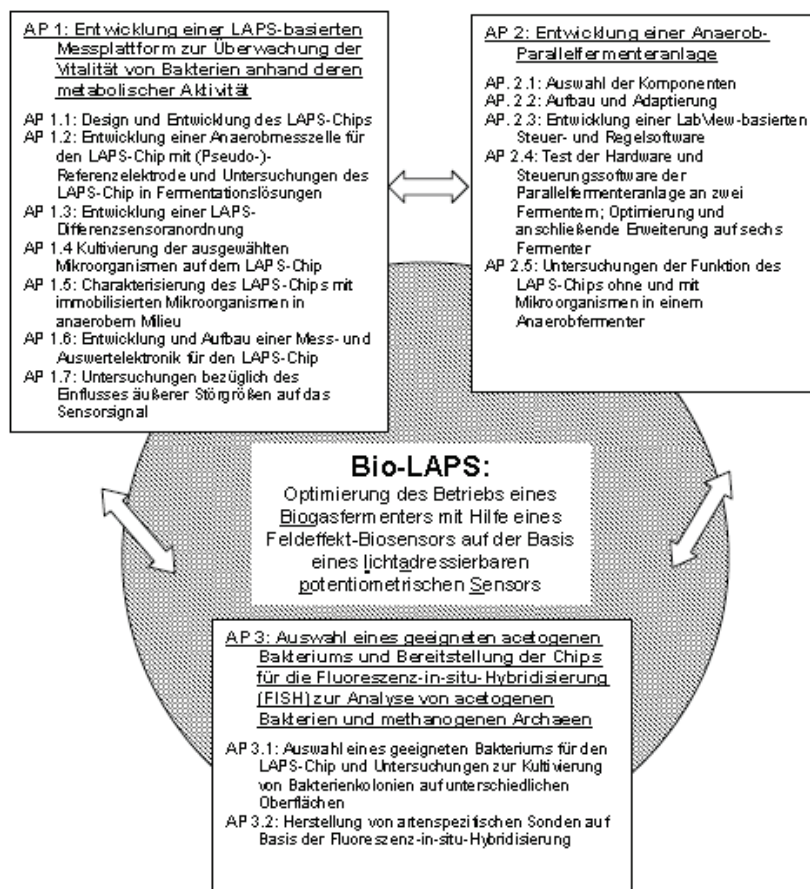 AP 1: Entwicklung einer LAPS-basierten
Messplattform zur Überwachung der
Vitalität von Bakterien anhand deren
metabolischer Aktivität
AP 1.1: Design und Entwicklung des LAPS-Chips
AP 1.2: Entwicklung einer Anaerobmesszelle für
den LAPS-Chip mit (Pseudo-)-
Referenzelektrode und Untersuchungen des
LAPS-Chip in Fermentationslösungen
AP 1.3: Entwicklung einer LAPS-
Differenzsensoranordnung
AP 1.4 Kultivierung der ausgewählten
Mikroorganismen auf dem LAPS-Chip
AP 1.5: Charakterisierung des LAPS-Chips mit
immobilisierten Mikroorganismen in
anaerobem Milieu
AP 1.6: Entwicklung und Aufbau einer Mess- und
Auswertelektronik für den LAPS-Chip
AP 1.7: Untersuchungen bezüglich des
Einflusses äußerer Störgrößen auf das
Sensorsignal
AP 2: Entwicklung einer Anaerob-
Parallelfermenteranlage
AP. 2.1: Auswahl der Komponenten
AP. 2.2: Aufbau und Adaptierung
AP. 2.3: Entwicklung einer LabView-basierten
Steuer- und Regelsoftware
AP 2.4: Test der Hardware und
Steuerungssoftware der
Parallelfermenteranlage an zwei
Fermentern; Optimierung und
anschließende Erweiterung auf sechs
Fermenter
AP 2.5: Untersuchungen der Funktion des
LAPS-Chips ohne und mit
Mikroorganismen in einem
Anaerobfermenter
Bio-LAPS:
Optimierung des Betriebs eines
Biogasfermenters mit Hilfe eines
Feldeffekt-Biosensors auf der Basis
eines lichtadressierbaren
potentiometrischen Sensors
AP 3: Auswahl eines geeigneten acetogenen
Bakteriums und Bereitstellung der Chips
für die Fluoreszenz-in-situ-Hybridisierung
(FISH) zur Analyse von acetogenen
Bakterien und methanogenen Archaeen
AP 3.1: Auswahl eines geeigneten Bakteriums für den
LAPS-Chip und Untersuchungen zur Kultivierung
von Bakterienkolonien auf unterschiedlichen
Oberflächen
AP 3.2: Herstellung von artenspezifischen Sonden auf
Basis der Fluoreszenz-in-situ-Hybridisierung